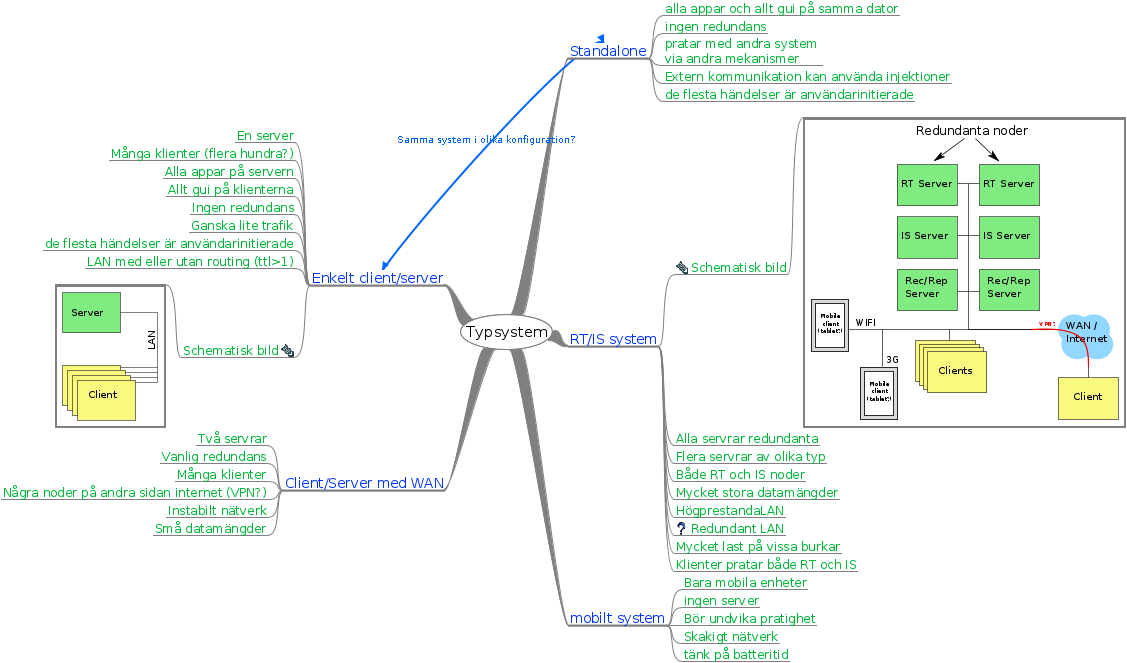 Typsystem
Standalone
alla appar och allt gui på samma dator
ingen redundans
pratar med andra system
via andra mekanismer
Extern kommunikation kan använda injektioner
de flesta händelser är användarinitierade
Samma system i olika konfiguration?
Enkelt client/server
En server
Många klienter (flera hundra?)
Alla appar på servern
Allt gui på klienterna
Ingen redundans
Ganska lite trafik
de flesta händelser är användarinitierade
LAN med eller utan routing (ttl>1)
Schematisk bild
Server
LAN
Client
Client/Server med WAN
Två servrar
Vanlig redundans
Många klienter
Några noder på andra sidan internet (VPN?)
Instabilt nätverk
Små datamängder
RT/IS system
Schematisk bild
Redundanta noder
RT Server
RT Server
IS Server
IS Server
Rec/Rep
Server
Rec/Rep
Server
Mobila
client
(tablet?)
WIFI
3G
Mobila
client
(tablet?)
Clients
VPN?
WAN /
Internet
Client
Alla servrar redundanta
Flera servrar av olika typ
Både RT och IS noder
Mycket stora datamängder
HögprestandaLAN
Redundant LAN
Mycket last på vissa burkar
Klienter pratar både RT och IS
mobilt system
Bara mobila enheter
ingen server
Bör undvika pratighet
Skakigt nätverk
tänk på batteritid